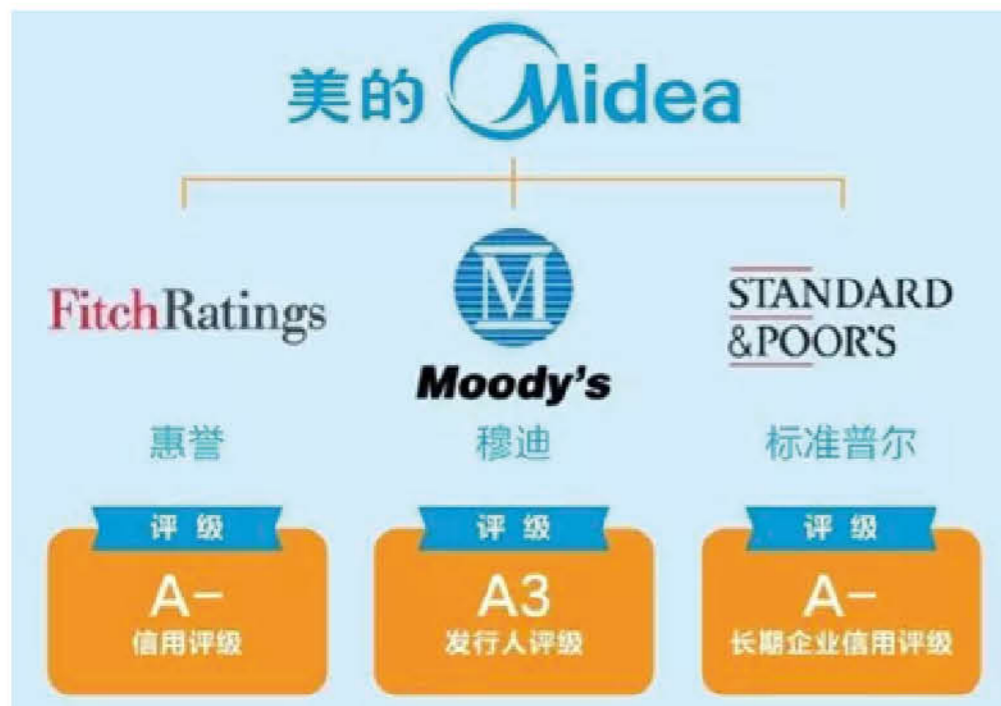 美的 Midea
FitchRatings
M
Moody's
STANDARD
&POOR'S
惠誉
穆迪
标准普尔
评级
A-
信用评级
评级
A3
发行人评级
评级
A-
长期企业信用评级